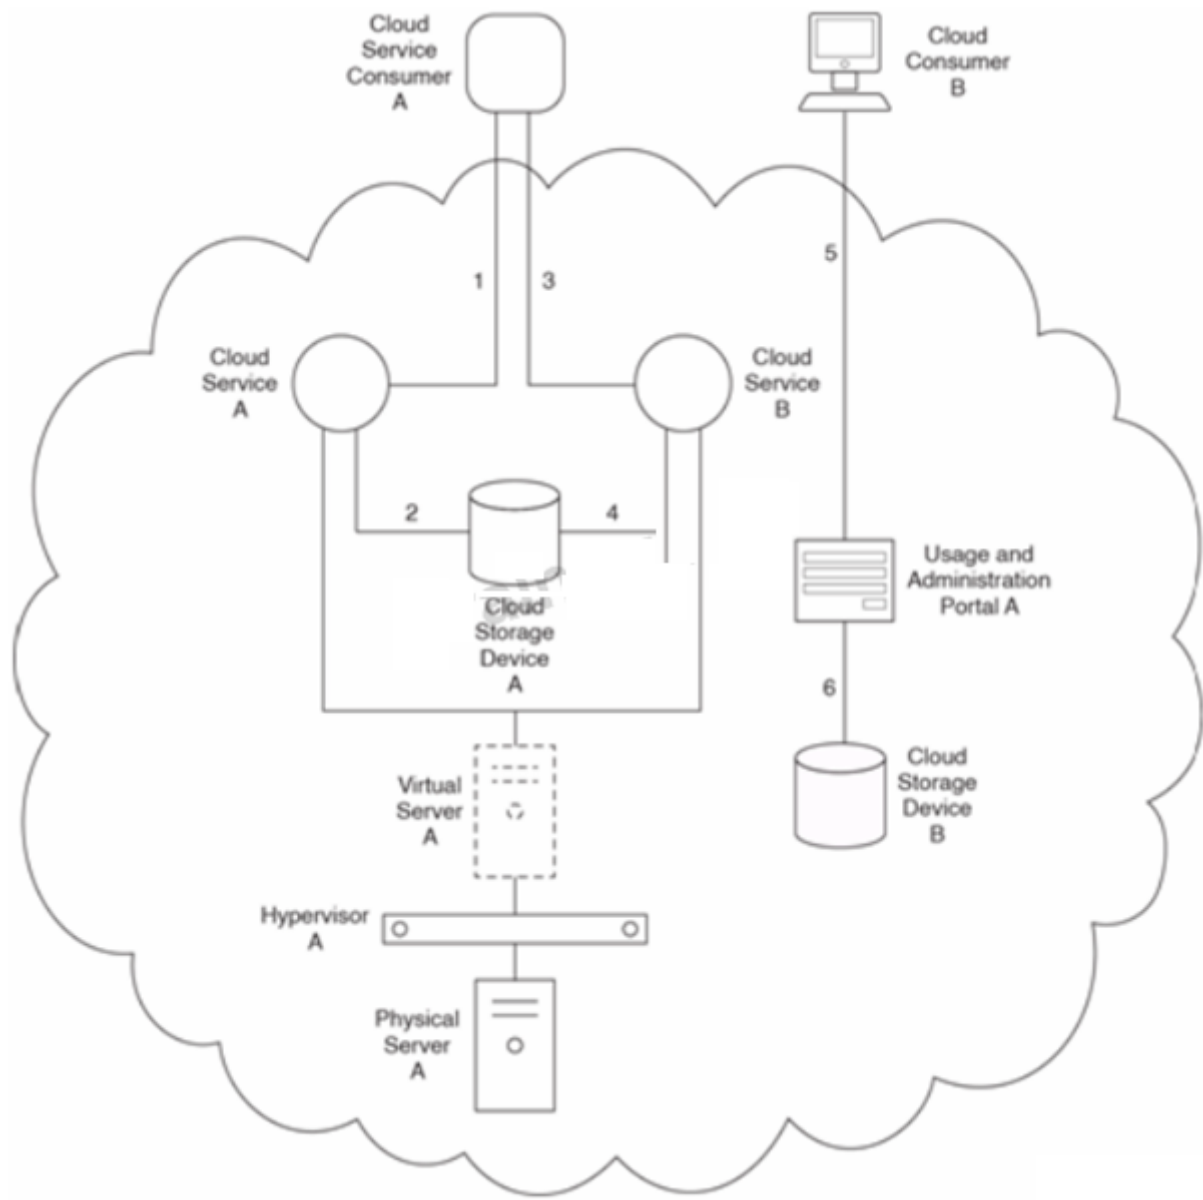 Cloud
Service
Consumer
A
Cloud
Consumer
B
5
1
3
Cloud
Service
A
Cloud
Service
B
2
4
Cloud
Storage
Device
A
Usage and
Administration
Portal A
6
Cloud
Storage
Device
B
Virtual
Server
A
Hypervisor
A
Physical
Server
A